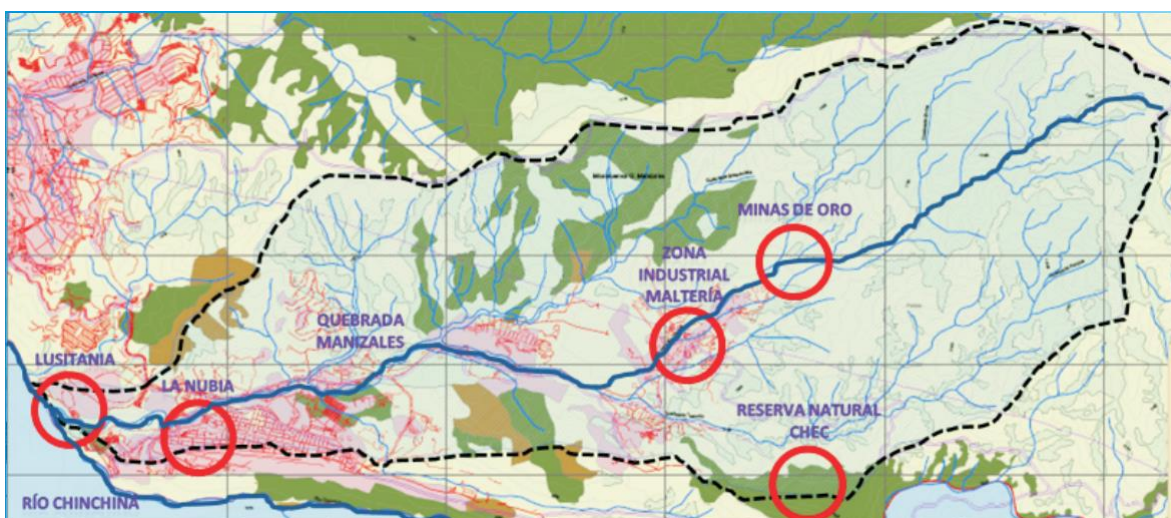 MINAS DE ORO
ZONA
INDUSTRIAL
MALTERÍA
QUEBRADA
MANIZALES
LUSITANIA
LA NUBIA
RESERVA NATURAL
CHEC
RÍO CHINCHINÁ